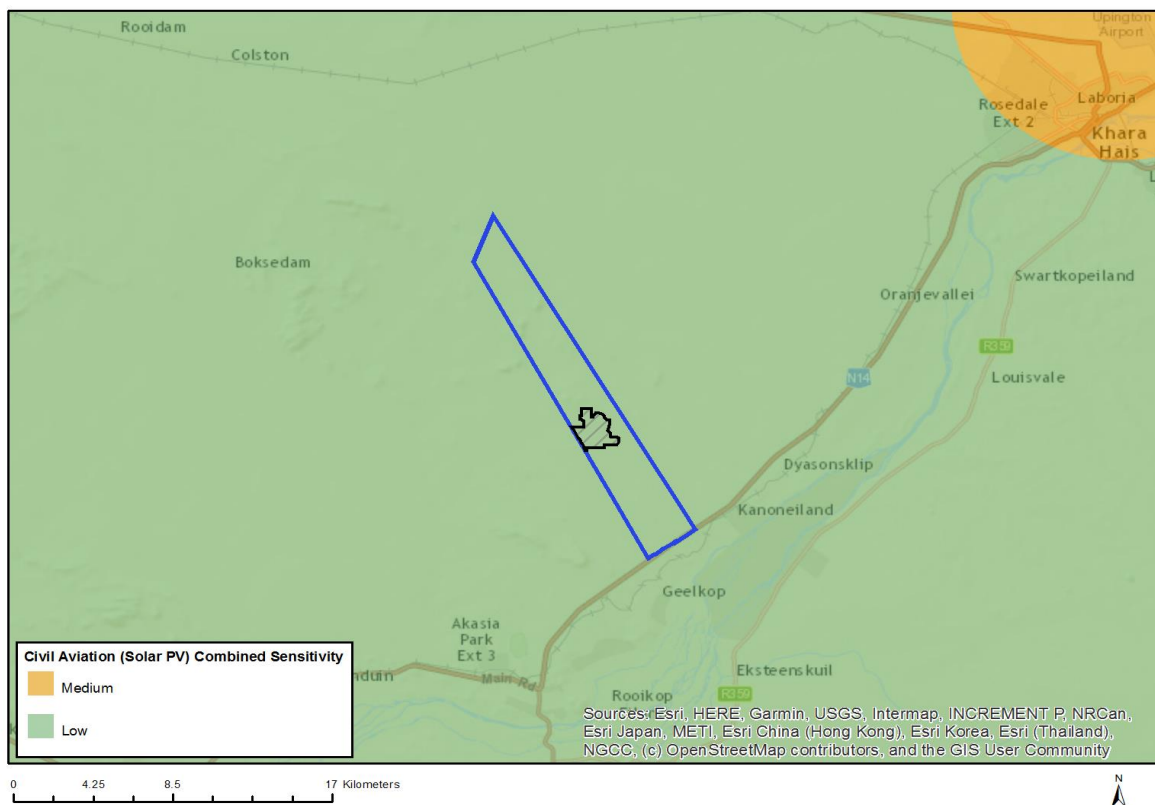 Rooidam
Colston
Upington
Airport
Laboria
Rosedale
Ext 2
Khara
Hais
Boksedam
Swartkopeiland
Oranjevallei
R359
N14
Louisvale
Dyasonsklip
Kanoneiland
Geelkop
Akasia
Park
Ext 3
Main Rd
Eksteenskuil
R359
Rooikop
Civil Aviation (Solar PV) Combined Sensitivity
Medium
Low
Sources: Esri, HERE, Garmin, USGS, Intermap, INCREMENT P, NRCan,
Esri Japan, METI, Esri China (Hong Kong), Esri Korea, Esri (Thailand),
NGCC, (c) OpenStreetMap contributors, and the GIS User Community
0 4.25 8.5 17 Kilometers
N